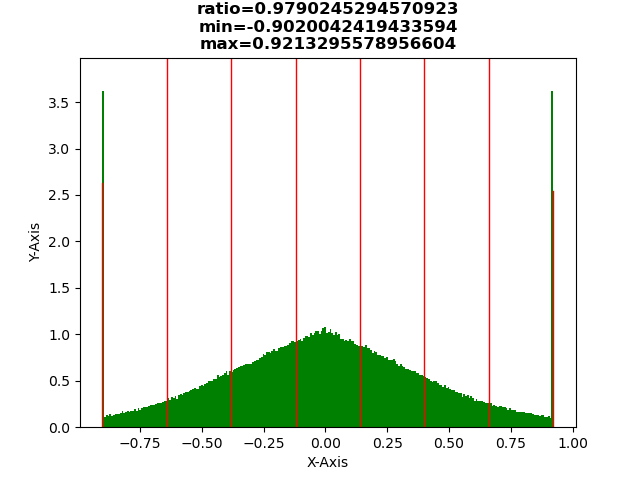 ratio=0.9790245294570923
min=-0.9020042419433594
max=0.9213295578956604
3.5
3.0
2.5
2.0
1.5
1.0
0.5
0.0
Y-Axis
−0.75 −0.50 −0.25 0.00 0.25 0.50 0.75 1.00
X-Axis